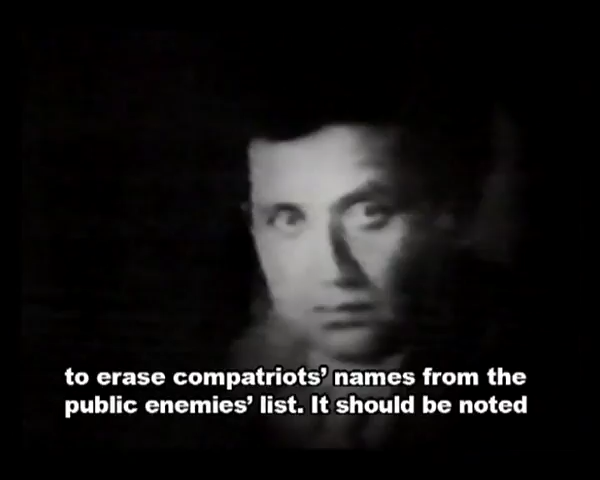 to erase compatriots’ names from the
public enemies’ list. It should be noted